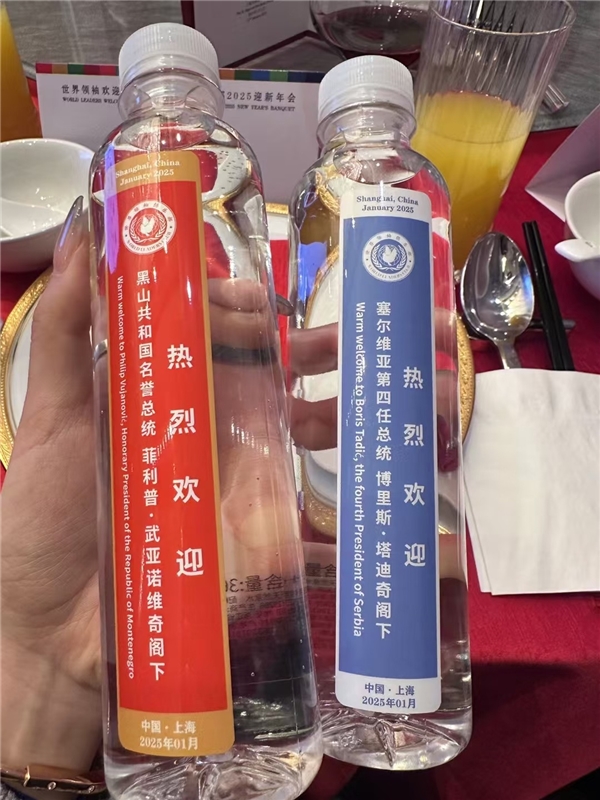 世界领袖欢迎
WORLD LEADERS WELCO
2025迎新年会
NEW YEAR'S BANQUET
Shanghai, China
January 2025
热烈欢迎
黑山共和国名誉总统 菲利普·武亚诺维奇阁下
Warm welcome to Philip Vujanovic, Honorary President of the Republic of Montenegro
中国·上海
2025年01月
Shanghai, China
January 2025
热烈欢迎
塞尔维亚第四任总统 博里斯·塔迪奇阁下
Warm welcome to Boris Tadić, the fourth President of Serbia
中国·上海
2025年01月